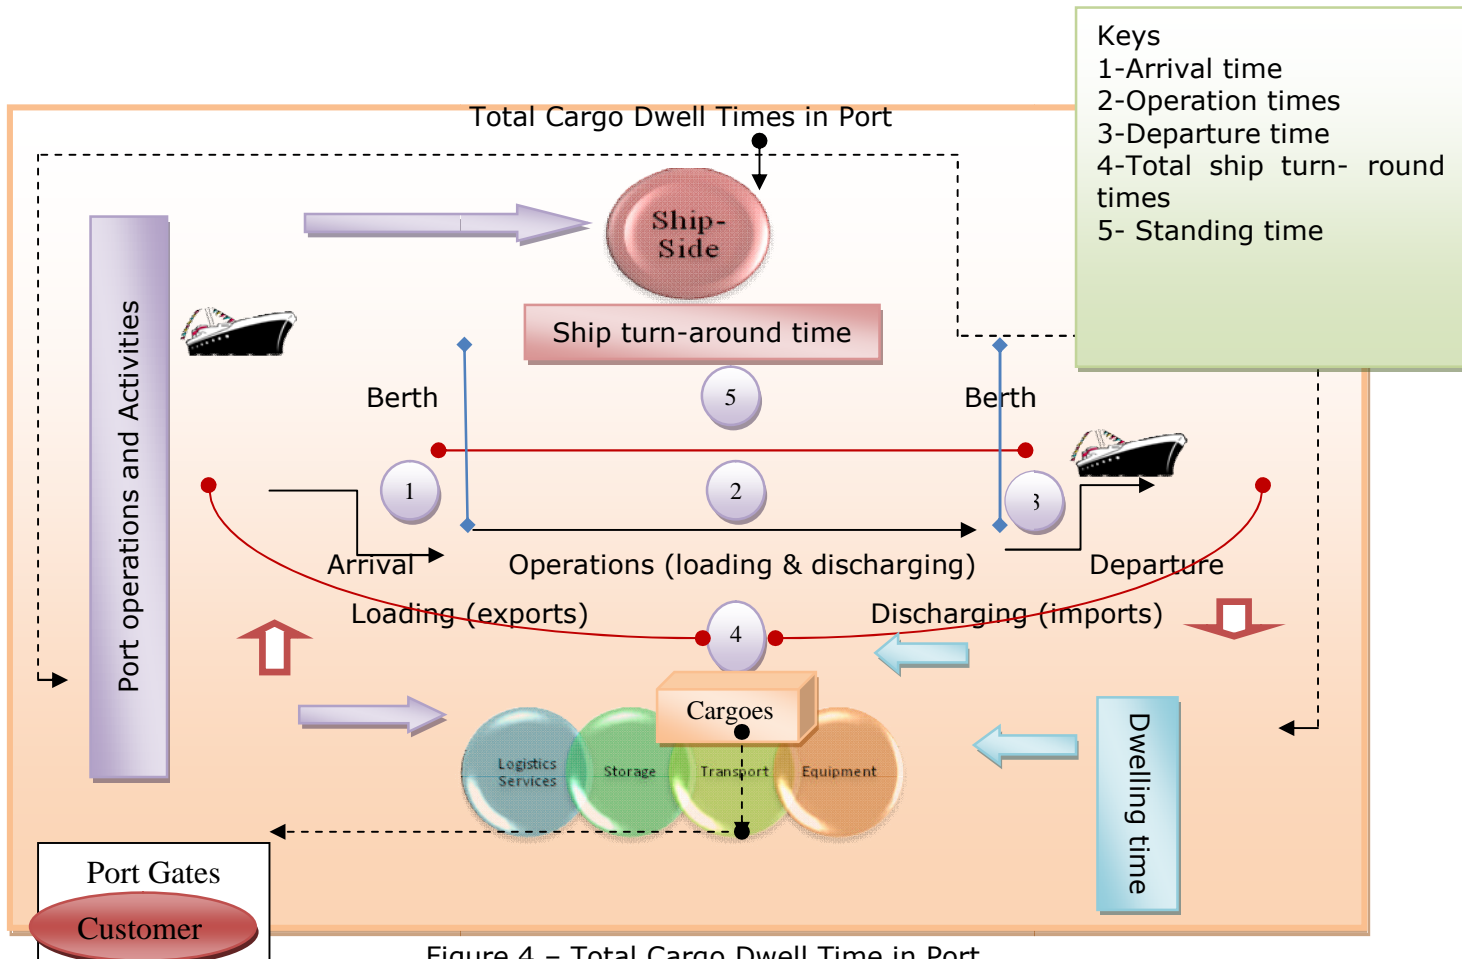 Keys
1-Arrival time
2-Operation times
3-Departure time
4-Total ship turn- round
times
5- Standing time
Total Cargo Dwell Times in Port
Ship-
Side
Port operations and Activities
Ship turn-around time
Berth
5
Berth
1
2
3
Arrival
Operations (loading & discharging)
Departure
Loading (exports)
Discharging (imports)
4
Cargoes
Logistics
Services
Storage
Transport
Equipment
Dwelling time
Port Gates
Customer
Figure 4 – Total Cargo Dwell Time in Port